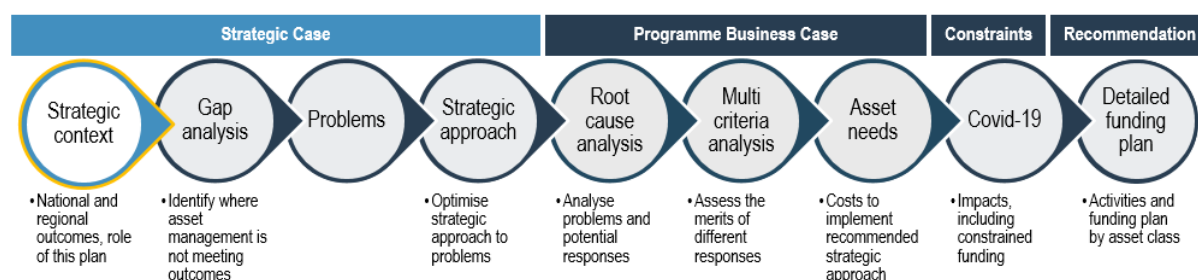 Strategic Case
Programme Business Case
Constraints
Recommendation
Strategic
context
Gap
analysis
Problems
Strategic
approach
Root
cause
analysis
Multi
criteria
analysis
Asset
needs
Covid-19
Detailed
funding
plan
•National and
regional
outcomes, role
of this plan
•Identify where
asset
management is
not meeting
outcomes
•Optimise
strategic
approach to
problems
•Analyse
problems and
potential
responses
•Assess the
merits of
different
responses
•Costs to
implement
recommended
strategic
approach
•Impacts,
including
constrained
funding
•Activities and
funding plan
by asset class